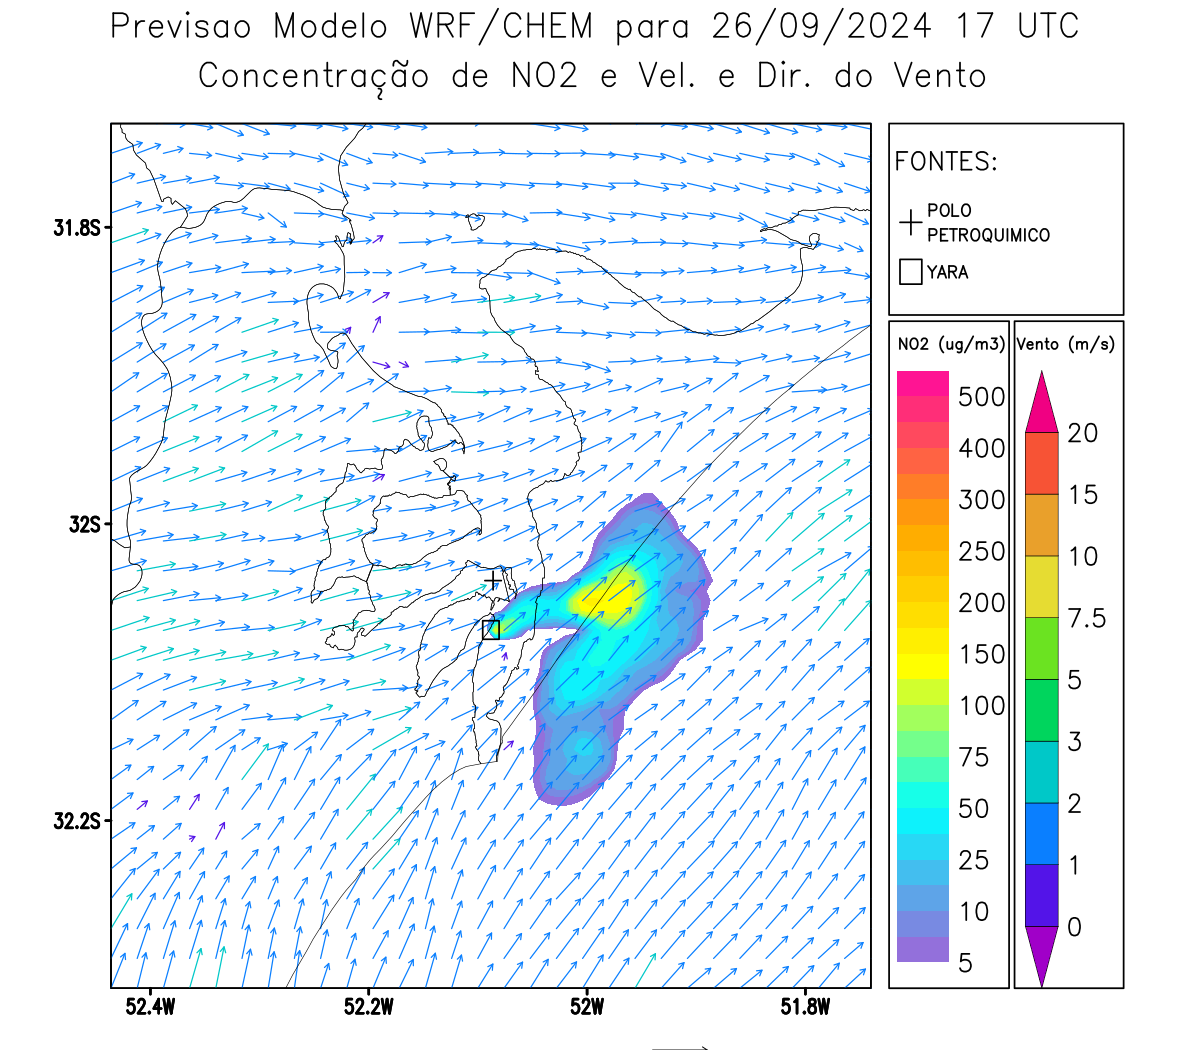 Previsao Modelo WRF/CHEM para 26/09/2024 17 UTC
Concentração de NO2 e Vel. e Dir. do Vento
FONTES:
POLO
PETROQUIMICO
YARA
NO2 (ug/m3)
500
400
300
250
200
150
100
75
50
25
10
5
Vento (m/s)
20
15
10
7.5
5
3
2
1
0
31.8S
32S
32.2S
52.4W
52.2W
52W
51.8W